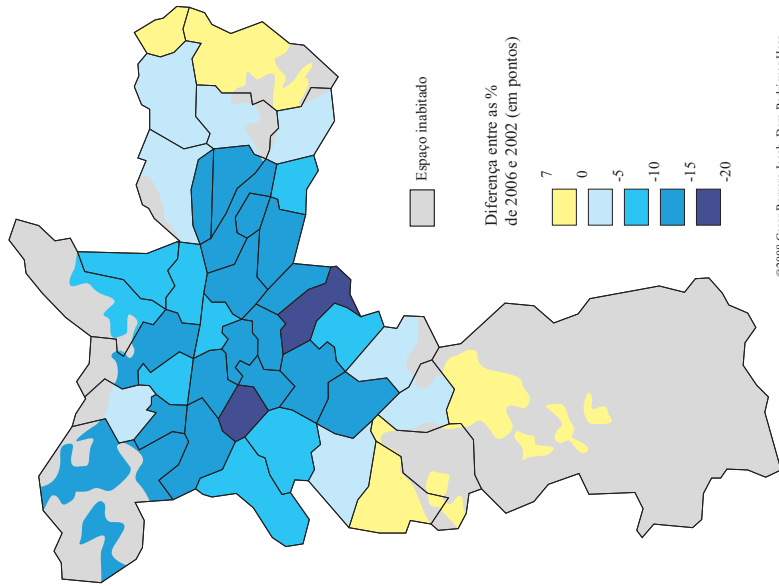 Espaço inabitado
Diferença entre as %
de 2006 e 2002 (em pontos)
7
0
-5
-10
-15
-20